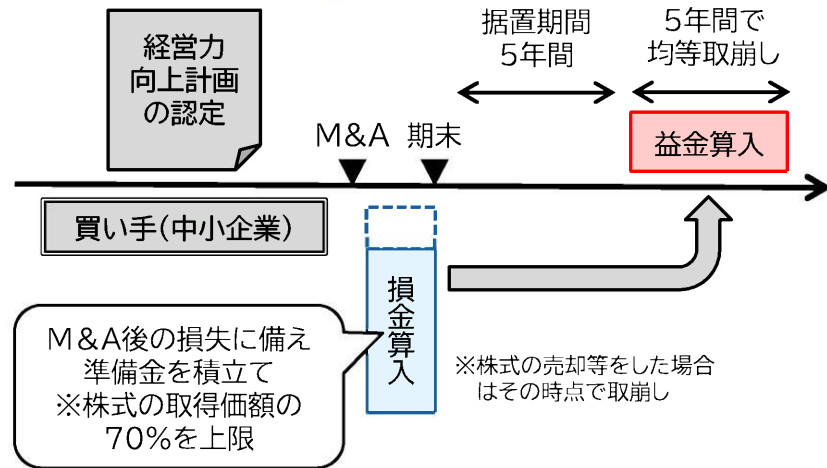 経営力
向上計画
の認定
据置期間
5年間
5年間で
均等取崩し
M&A
期末
益金算入
買い手(中小企業)
損金算入
M&A後の損失に備え
準備金を積立て
※株式の取得価額の
70%を上限
※株式の売却等をした場合
はその時点で取崩し